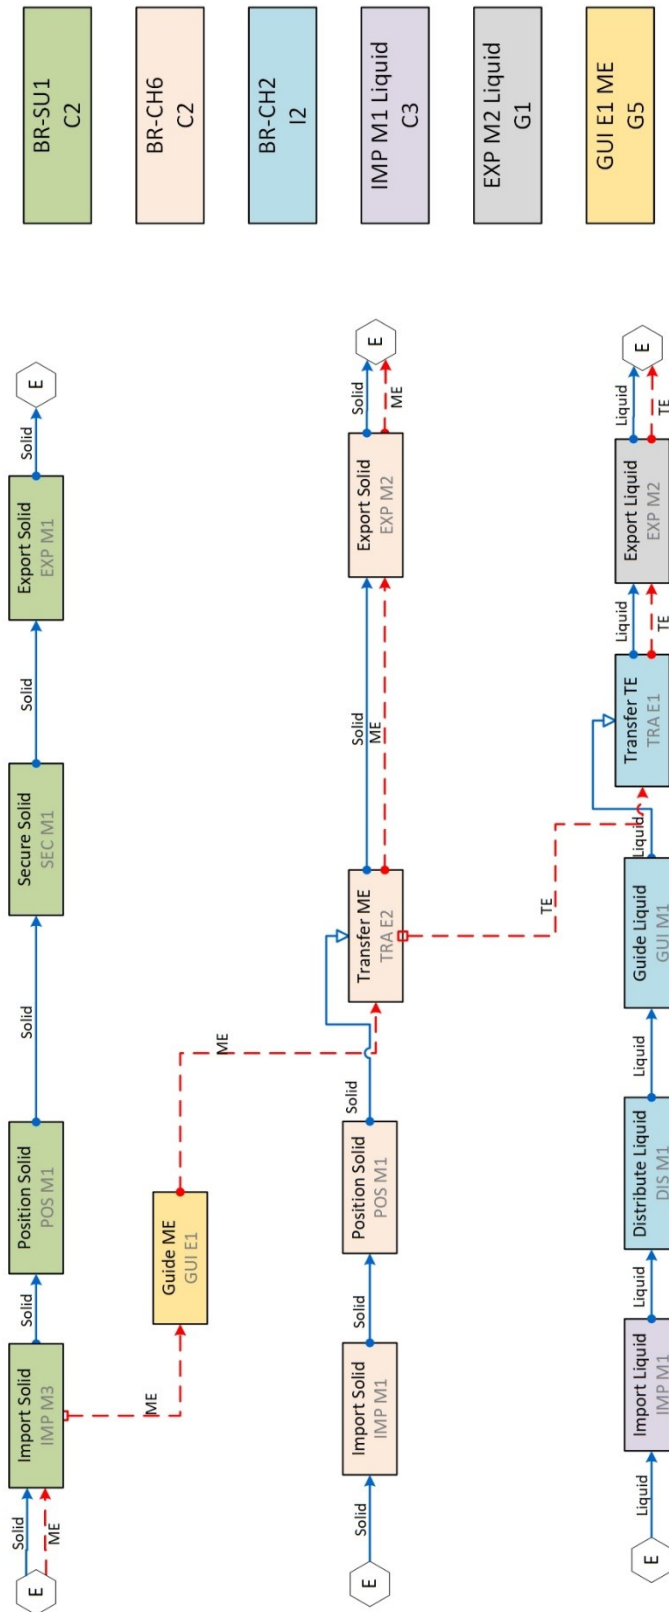 E
Solid
ME
Import Solid
IMP M3
Solid
Position Solid
POS M1
Solid
Secure Solid
SEC M1
Solid
Export Solid
EXP M1
Solid
E
ME
Guide ME
GUI E1
ME
E
Solid
Import Solid
IMP M1
Solid
Position Solid
POS M1
Solid
Transfer ME
TRA E2
Solid
ME
Export Solid
EXP M2
Solid
ME
E
TE
E
Liquid
Import Liquid
IMP M1
Liquid
Distribute Liquid
DIS M1
Liquid
Guide Liquid
GUI M1
Liquid
Transfer TE
TRA E1
Liquid
TE
Export Liquid
EXP M2
Liquid
TE
E
BR-SU1
C2
BR-CH6
C2
BR-CH2
I2
IMP M1 Liquid
C3
EXP M2 Liquid
G1
GUI E1 ME
G5